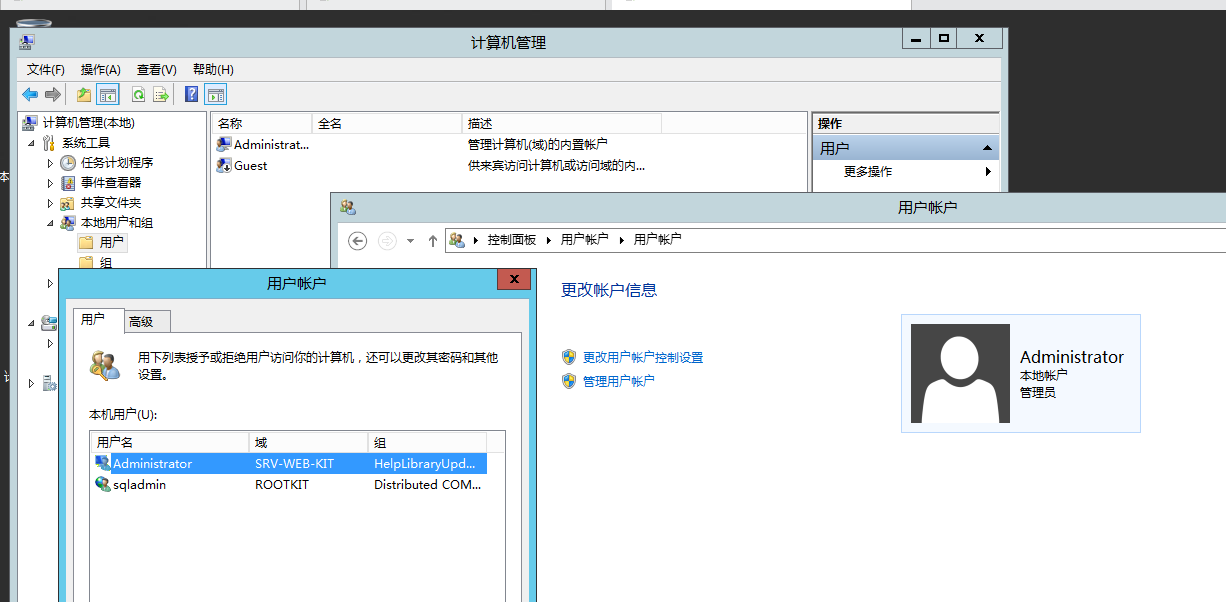 计算机管理
文件(F) 操作(A) 查看(V) 帮助(H)
计算机管理(本地)
系统工具
任务计划程序
事件查看器
共享文件夹
本地用户和组
用户
组
名称 全名 描述
Administrat... 管理计算机(域)的内置帐户
Guest 供来宾访问计算机或访问域的内...
操作
用户
更多操作
用户帐户
控制面板 用户帐户 用户帐户
更改帐户信息
更改用户帐户控制设置
管理用户帐户
Administrator
本地帐户
管理员
用户帐户
用户 高级
用下列表授予或拒绝用户访问你的计算机，还可以更改其密码和其他
设置。
本机用户(U):
用户名 域 组
Administrator SRV-WEB-KIT HelpLibraryUpd...
sqladmin ROOTKIT Distributed COM...
本